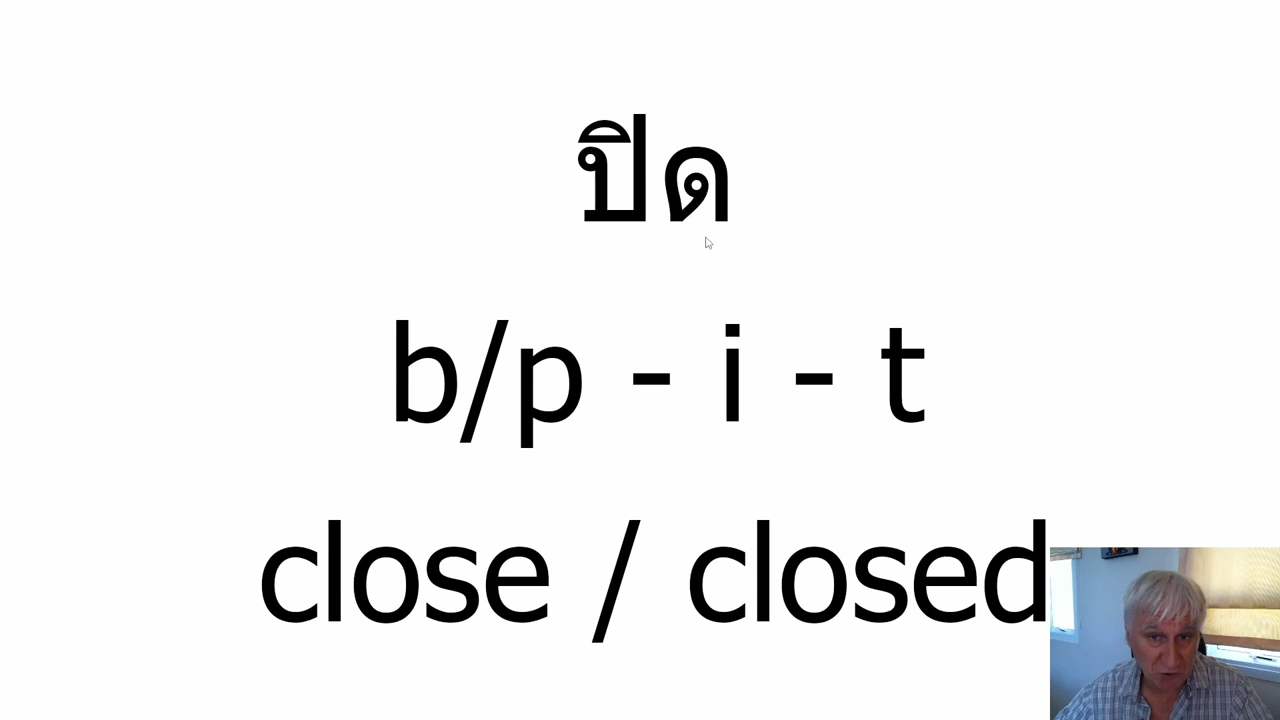 ปิด
b/p - i - t
close / closed